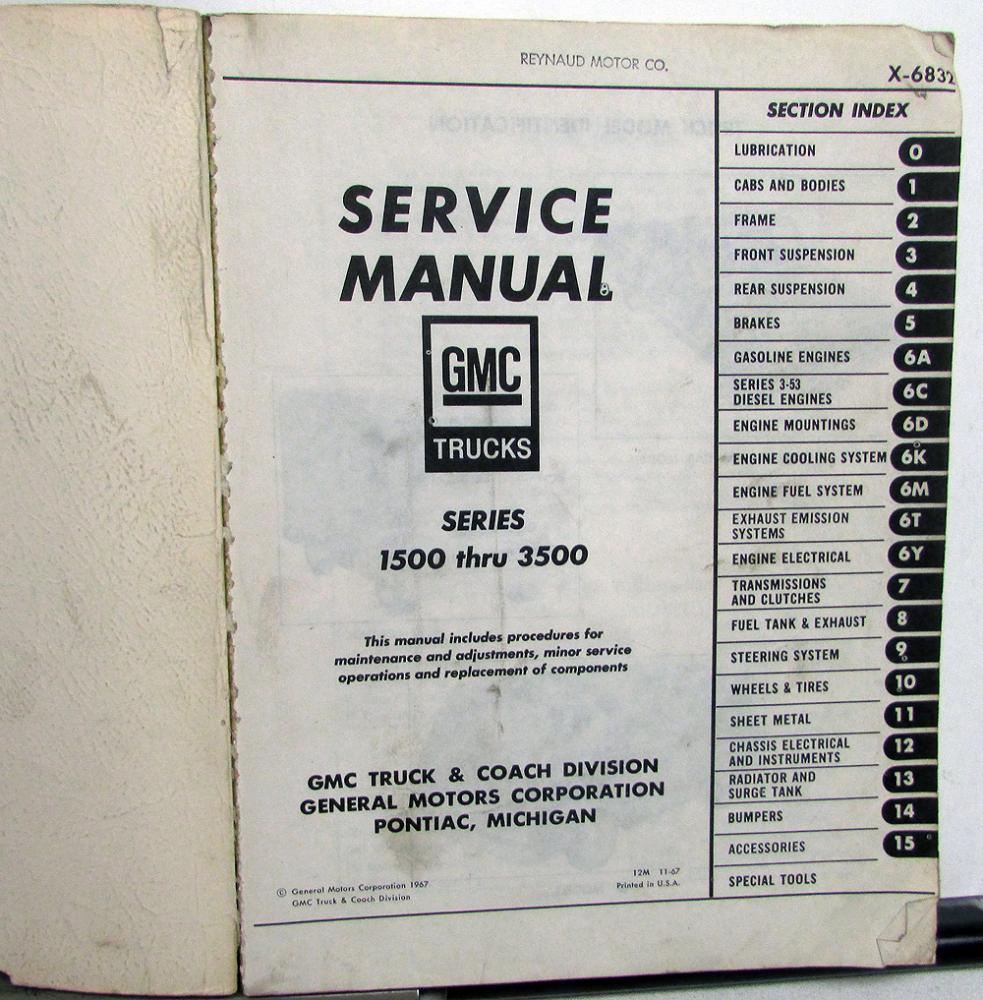 REYNAUD MOTOR CO.
X-6832
SERVICE
MANUAL
GMC
TRUCKS
SERIES
1500 thru 3500
This manual includes procedures for
maintenance and adjustments, minor service
operations and replacement of components
GMC TRUCK & COACH DIVISION
GENERAL MOTORS CORPORATION
PONTIAC, MICHIGAN
© General Motors Corporation 1967
GMC Truck & Coach Division
12M 11-67
Printed in U.S.A.
SECTION INDEX
LUBRICATION 0
CABS AND BODIES 1
FRAME 2
FRONT SUSPENSION 3
REAR SUSPENSION 4
BRAKES 5
GASOLINE ENGINES 6A
SERIES 3-53
DIESEL ENGINES 6C
ENGINE MOUNTINGS 6D
ENGINE COOLING SYSTEM 6K
ENGINE FUEL SYSTEM 6M
EXHAUST EMISSION
SYSTEMS 6T
ENGINE ELECTRICAL 6Y
TRANSMISSIONS
AND CLUTCHES 7
FUEL TANK & EXHAUST 8
STEERING SYSTEM 9
WHEELS & TIRES 10
SHEET METAL 11
CHASSIS ELECTRICAL
AND INSTRUMENTS 12
RADIATOR AND
SURGE TANK 13
BUMPERS 14
ACCESSORIES 15
SPECIAL TOOLS